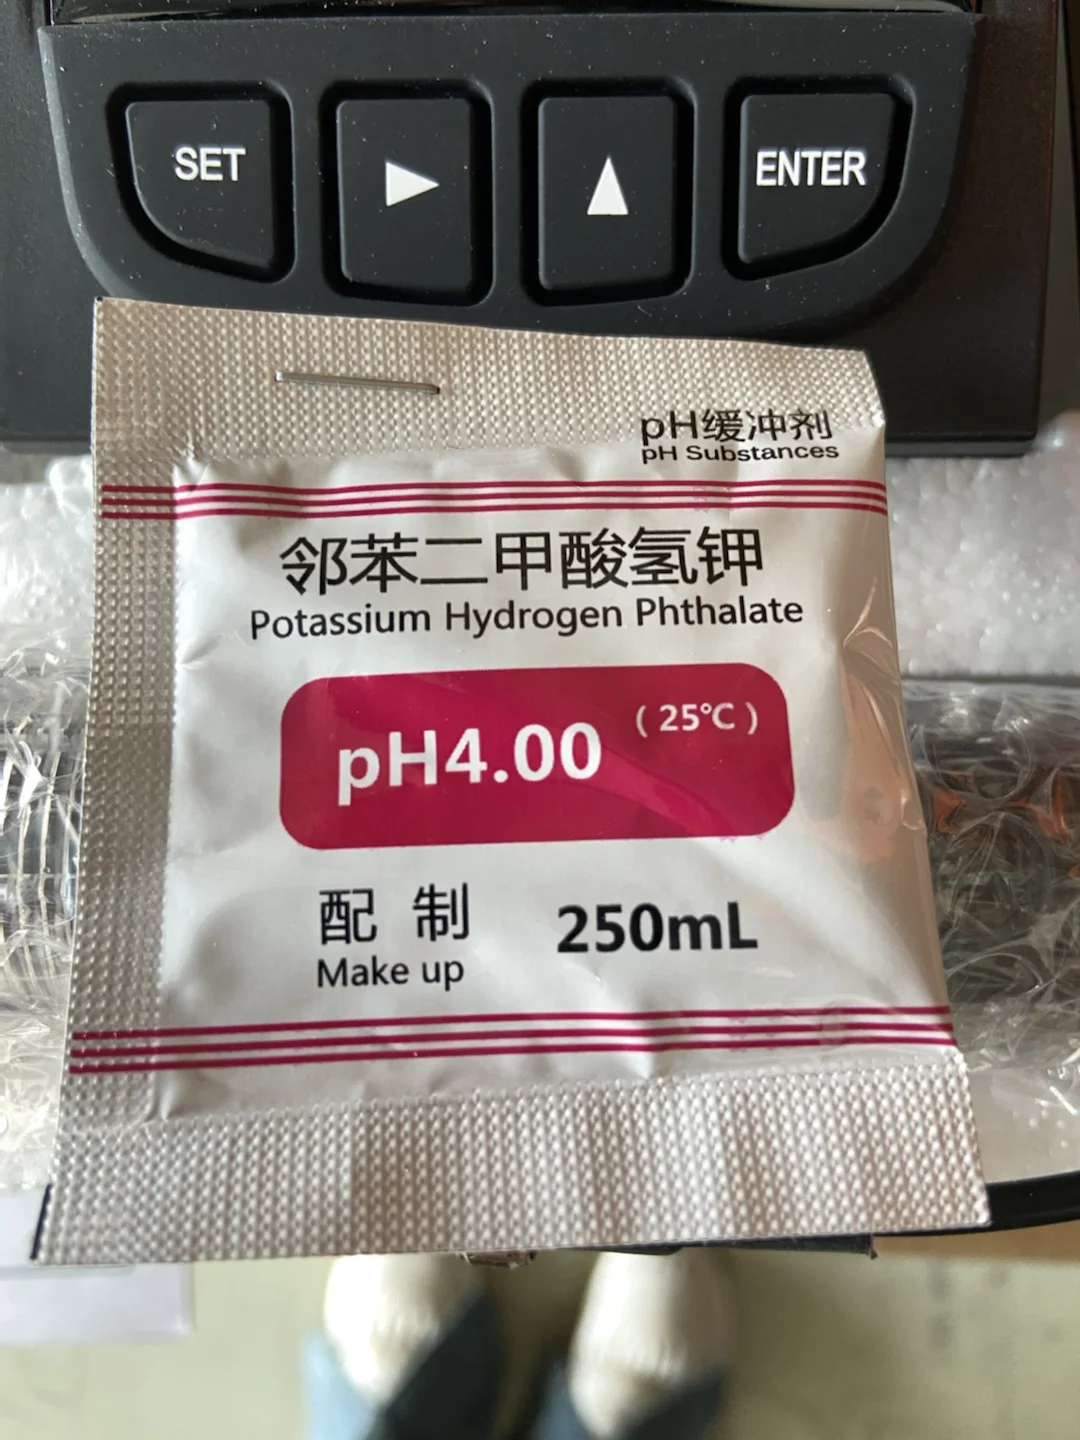 SET
ENTER
pH缓冲剂
pH Substances
邻苯二甲酸氢钾
Potassium Hydrogen Phthalate
pH4.00 (25℃)
配 制 250mL
Make up